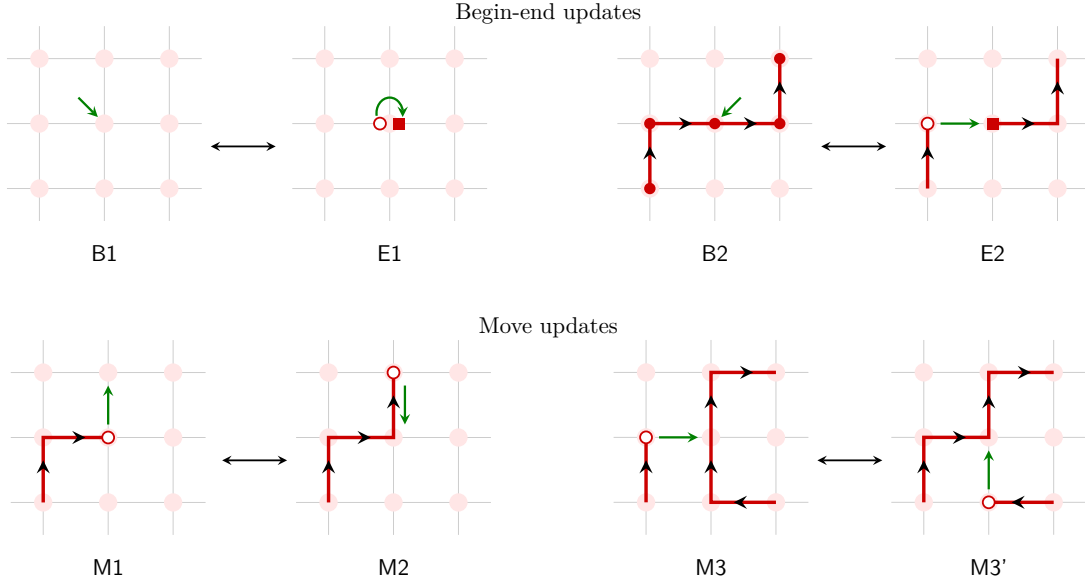 Begin-end updates
B1
E1
B2
E2
Move updates
M1
M2
M3
M3'